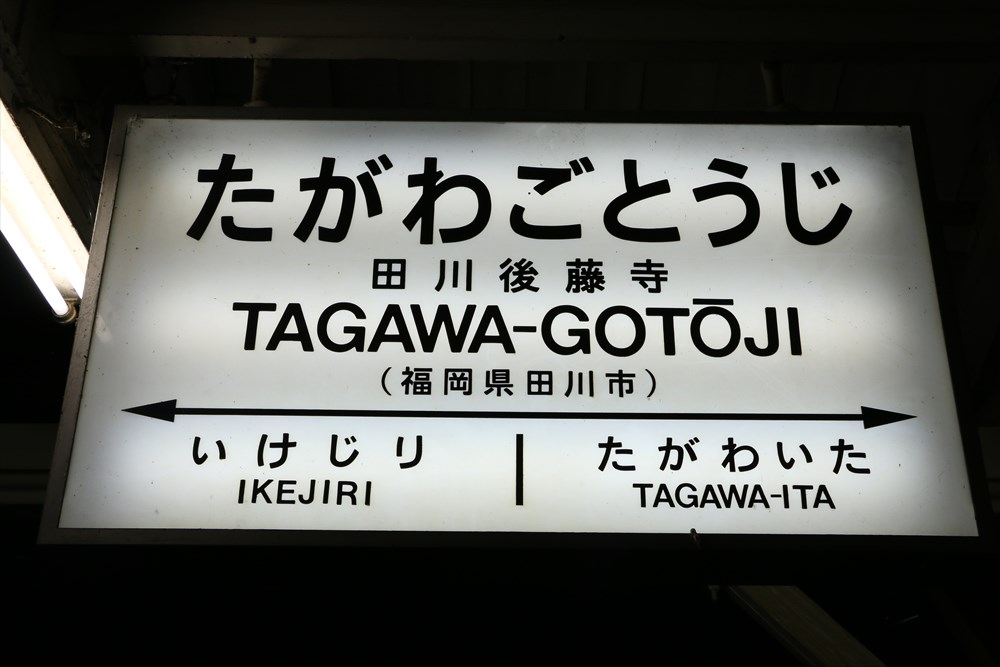 たがわごとうじ
田川後藤寺
TAGAWA-GOTŌJI
（福岡県田川市）
いけじり
IKEJIRI
たがわいた
TAGAWA-ITA